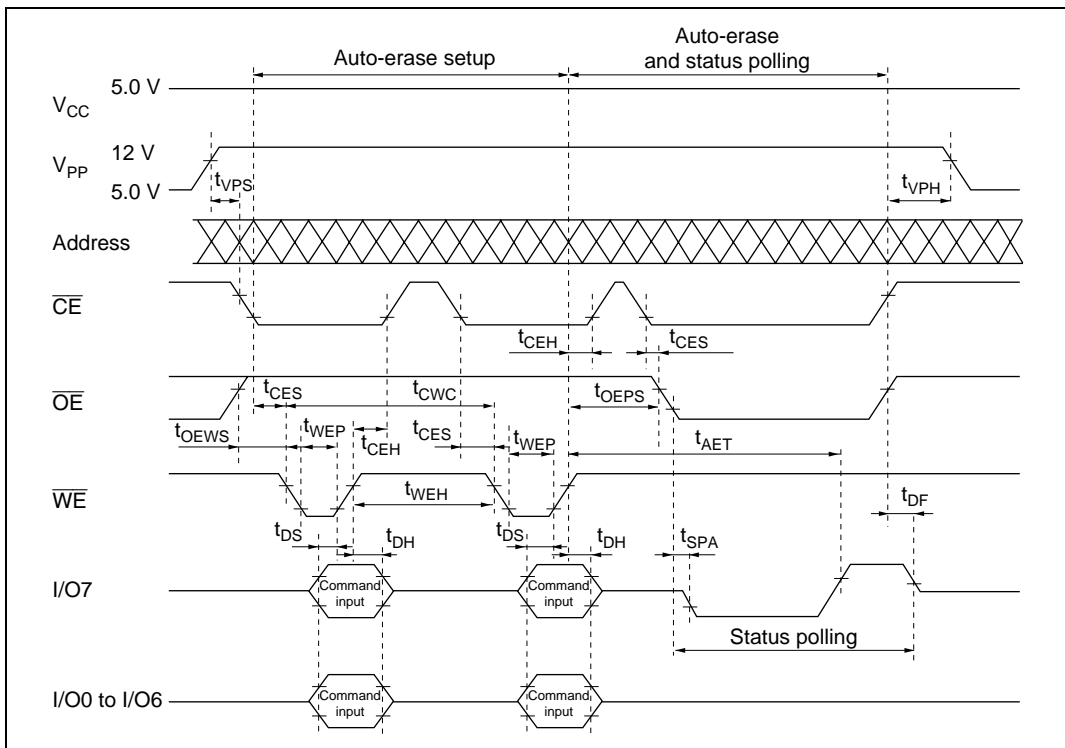 Auto-erase setup
Auto-erase
and status polling
5.0 V
VCC
12 V
VPP
5.0 V
tVPS
tVPH
Address
CE
tCEH
tCES
OE
tCES
tCWC
tOEPS
tOEWS
tWEP
tCEH
tCES
tWEP
tAET
WE
tWEH
tDF
tDS
tDH
tDS
tDH
tSPA
I/O7
Command
input
Command
input
Status polling
I/O0 to I/O6
Command
input
Command
input